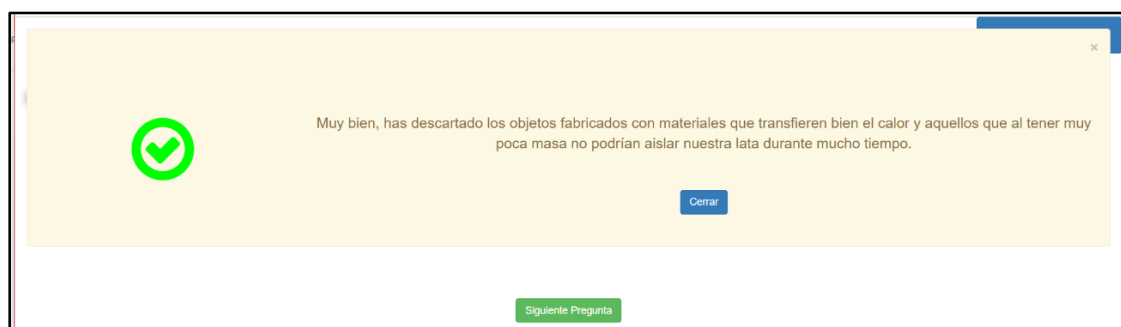 ×
Muy bien, has descartado los objetos fabricados con materiales que transfieren bien el calor y aquellos que al tener muy
poca masa no podrían aislar nuestra lata durante mucho tiempo.
Cerrar
Siguiente Pregunta